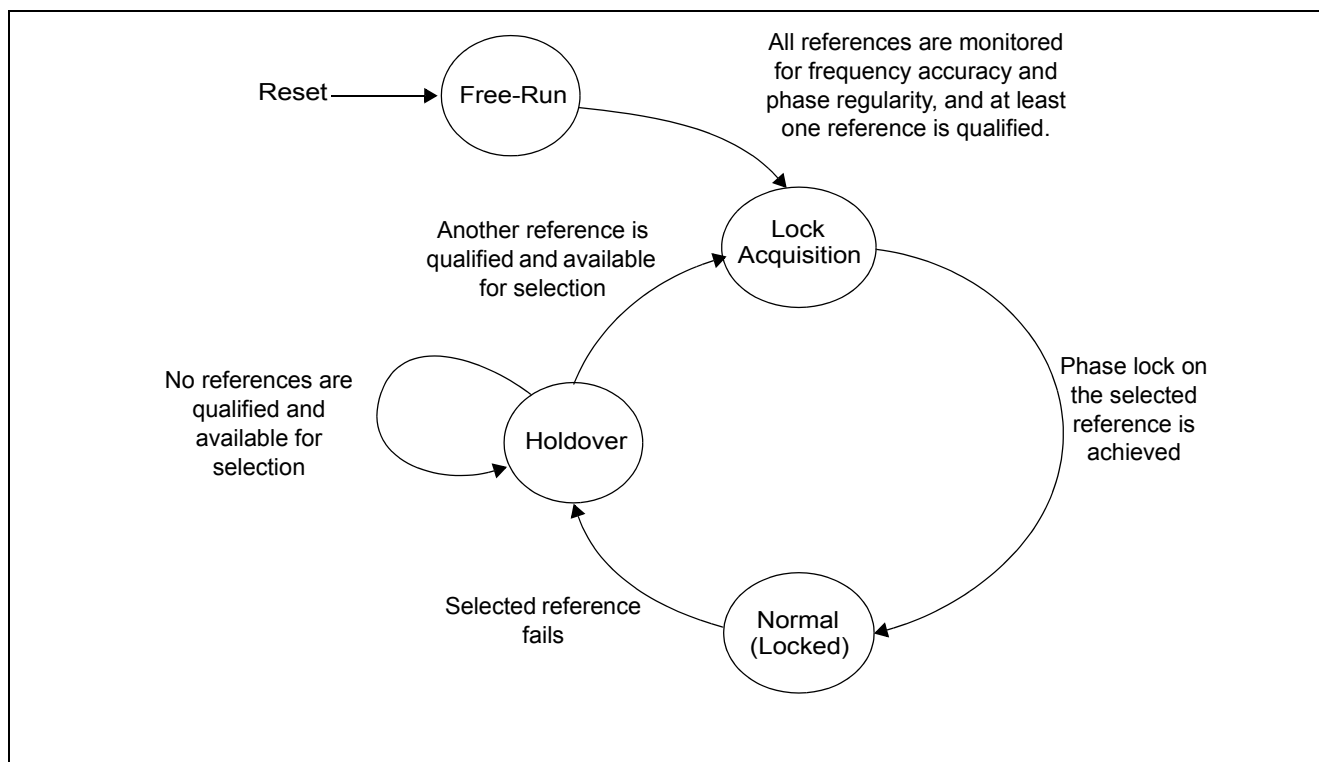 All references are monitored
for frequency accuracy and
phase regularity, and at least
one reference is qualified.
Reset
Free-Run
Another reference is
qualified and available
for selection
Lock
Acquisition
No references are
qualified and
available for
selection
Holdover
Phase lock on
the selected
reference is
achieved
Selected reference
fails
Normal
(Locked)